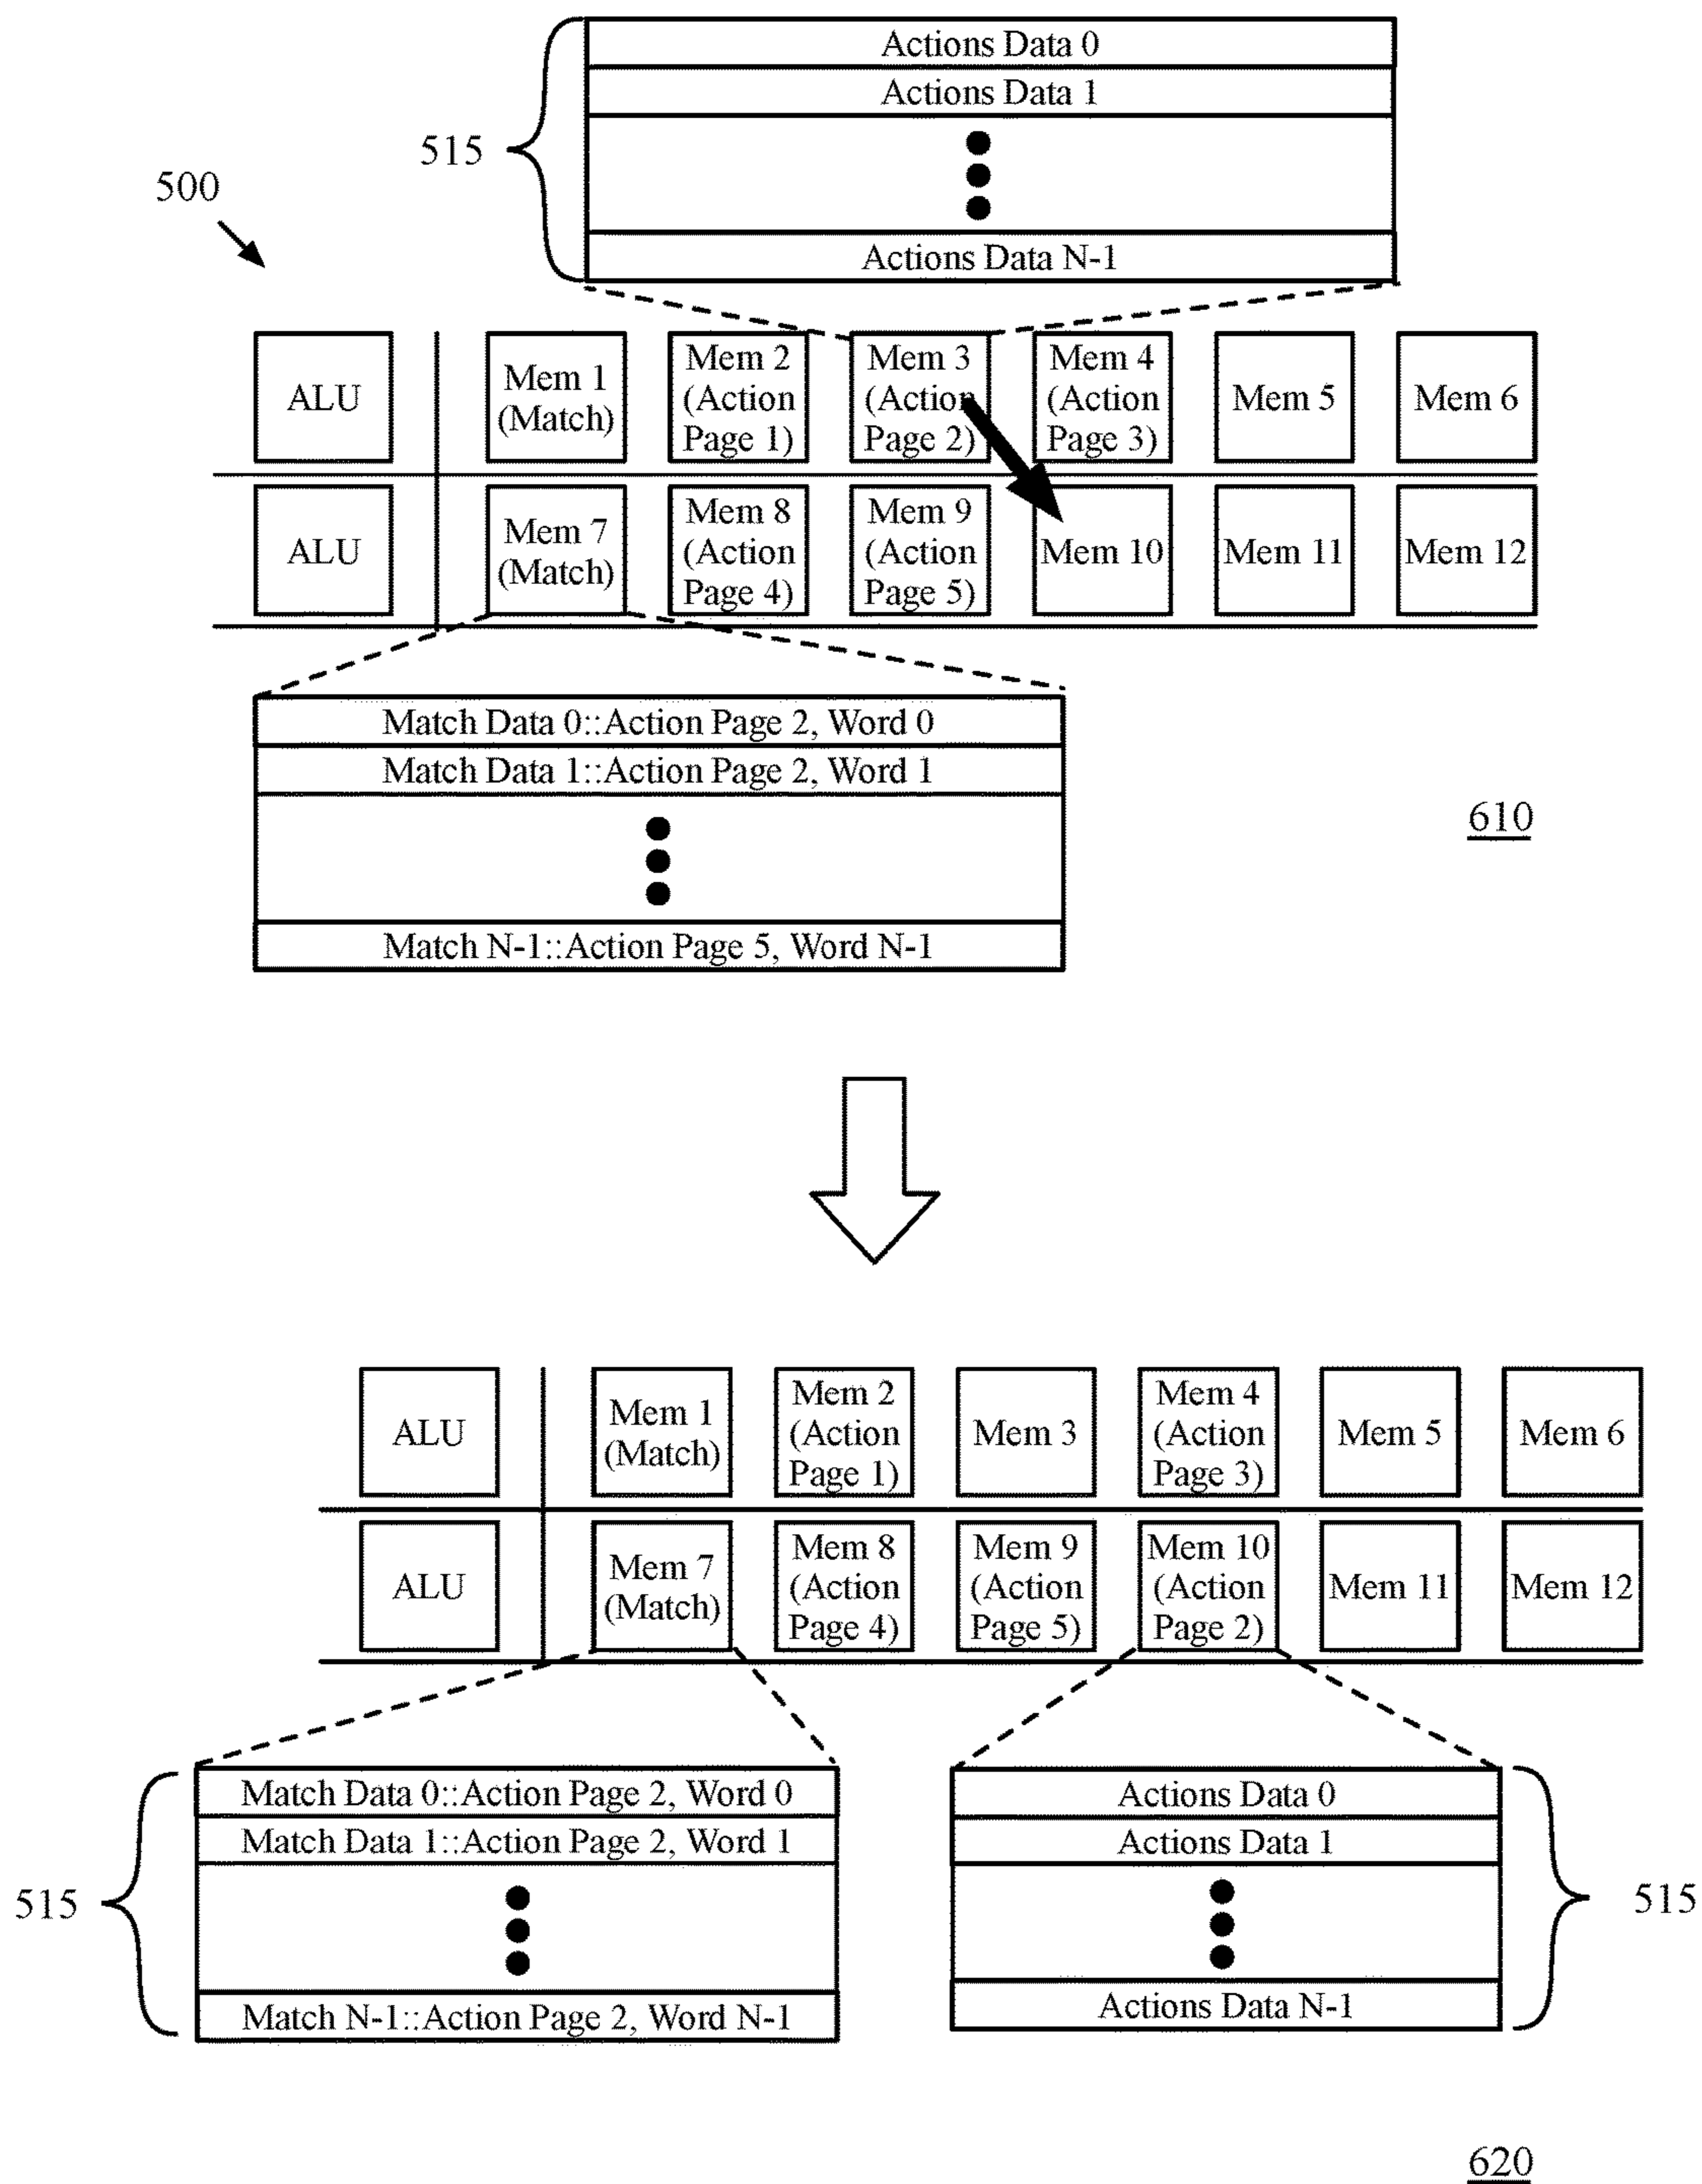 Actions Data 0
Actions Data 1
515
500
Actions Data N-1
ALU
Mem 1
(Match)
Mem 2
(Action
Page 1)
Mem 3
(Action
Page 2)
Mem 4
(Action
Page 3)
Mem 5
Mem 6
ALU
Mem 7
(Match)
Mem 8
(Action
Page 4)
Mem 9
(Action
Page 5)
Mem 10
Mem 11
Mem 12
Match Data 0::Action Page 2, Word 0
Match Data 1::Action Page 2, Word 1
610
Match N-1::Action Page 5, Word N-1
ALU
Mem 1
(Match)
Mem 2
(Action
Page 1)
Mem 3
Mem 4
(Action
Page 3)
Mem 5
Mem 6
ALU
Mem 7
(Match)
Mem 8
(Action
Page 4)
Mem 9
(Action
Page 5)
Mem 10
(Action
Page 2)
Mem 11
Mem 12
Match Data 0::Action Page 2, Word 0
Match Data 1::Action Page 2, Word 1
515
Match N-1::Action Page 2, Word N-1
Actions Data 0
Actions Data 1
515
Actions Data N-1
620